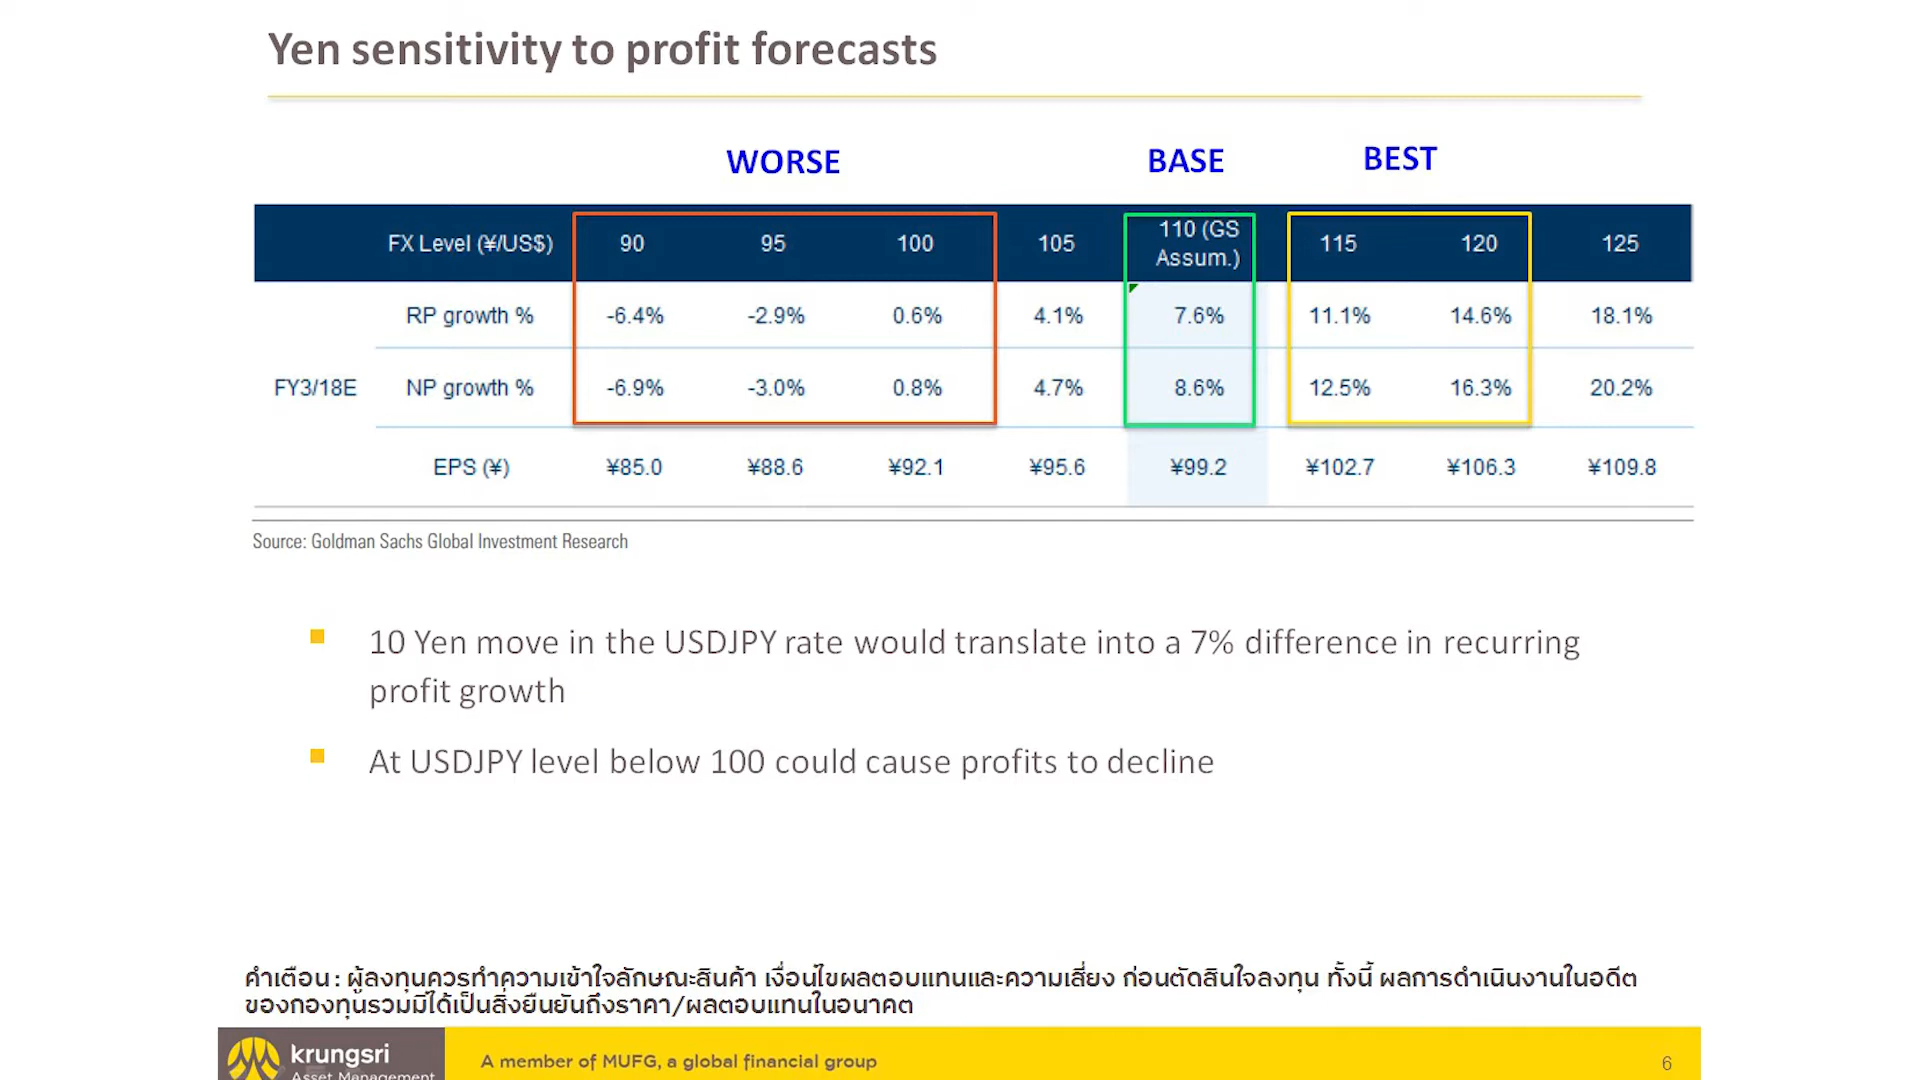 Yen sensitivity to profit forecasts
WORSE BASE BEST
FX Level (¥/US$) 90 95 100 105 110 (GS Assum.) 115 120 125
RP growth % -6.4% -2.9% 0.6% 4.1% 7.6% 11.1% 14.6% 18.1%
FY3/18E NP growth % -6.9% -3.0% 0.8% 4.7% 8.6% 12.5% 16.3% 20.2%
EPS (¥) ¥85.0 ¥88.6 ¥92.1 ¥95.6 ¥99.2 ¥102.7 ¥106.3 ¥109.8
Source: Goldman Sachs Global Investment Research
10 Yen move in the USDJPY rate would translate into a 7% difference in recurring
profit growth
At USDJPY level below 100 could cause profits to decline
คำเตือน : ผู้ลงทุนควรทำความเข้าใจลักษณะสินค้า เงื่อนไขผลตอบแทนและความเสี่ยง ก่อนตัดสินใจลงทุน ทั้งนี้ ผลการดำเนินงานในอดีต
ของกองทุนรวมมิได้เป็นสิ่งยืนยันถึงราคา/ผลตอบแทนในอนาคต
krungsri
Asset Management
A member of MUFG, a global financial group
6